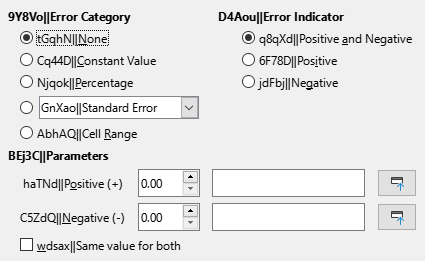 9Y8Vo||Error Category
tGqhN||None
Cq44D||Constant Value
Njqok||Percentage
GnXao||Standard Error
AbhAQ||Cell Range
D4Aou||Error Indicator
q8qXd||Positive and Negative
6F78D||Positive
jdFbj||Negative
BEj3C||Parameters
haTNd||Positive (+) 0.00
C5ZdQ||Negative (-) 0.00
wdsax||Same value for both